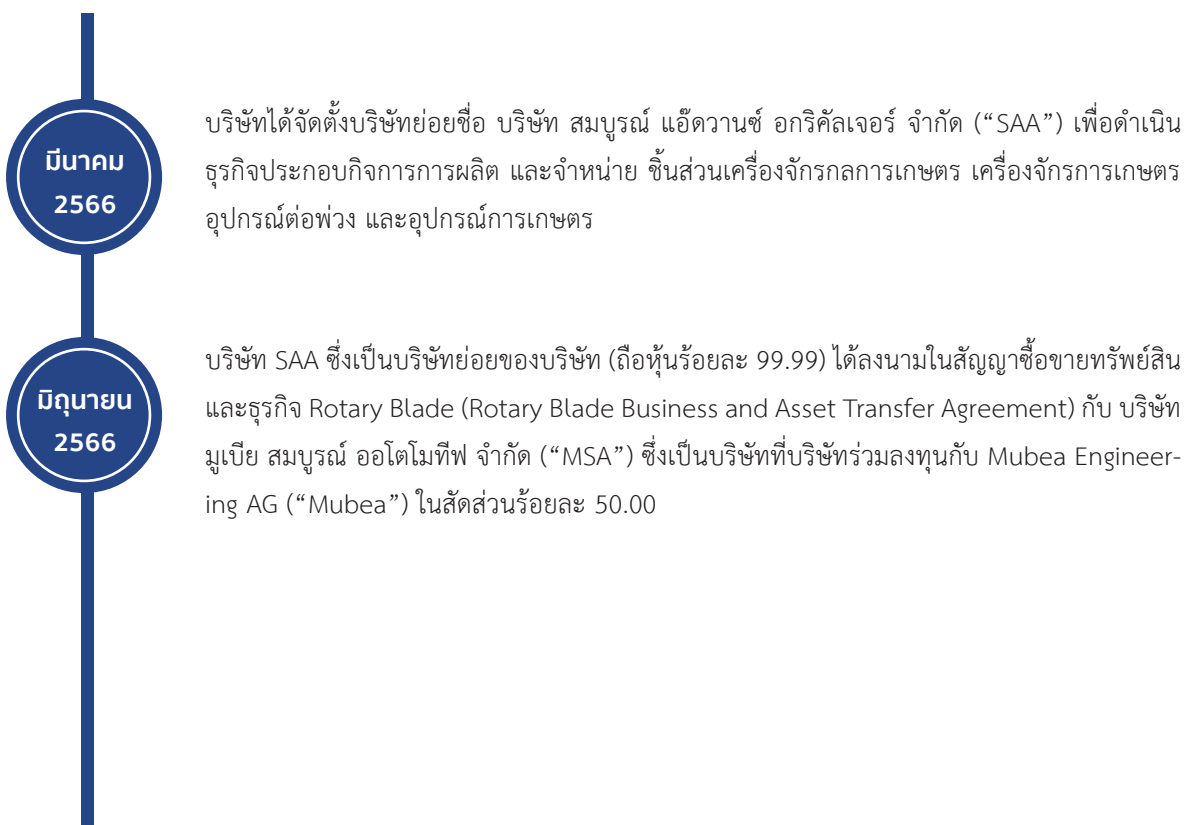 มีนาคม
2566
บริษัทได้จัดตั้งบริษัทย่อยชื่อ บริษัท สมบูรณ์ แอ๊ดวานซ์ อกริคัลเจอร์ จำกัด (“SAA”) เพื่อดำเนิน
ธุรกิจประกอบกิจการการผลิต และจำหน่าย ชิ้นส่วนเครื่องจักรกลการเกษตร เครื่องจักรการเกษตร
อุปกรณ์ต่อพ่วง และอุปกรณ์การเกษตร
มิถุนายน
2566
บริษัท SAA ซึ่งเป็นบริษัทย่อยของบริษัท (ถือหุ้นร้อยละ 99.99) ได้ลงนามในสัญญาซื้อขายทรัพย์สิน
และธุรกิจ Rotary Blade (Rotary Blade Business and Asset Transfer Agreement) กับ บริษัท
มูเบีย สมบูรณ์ ออโตโมทีฟ จำกัด (“MSA”) ซึ่งเป็นบริษัทที่บริษัทร่วมลงทุนกับ Mubea Engineer-
ing AG (“Mubea”) ในสัดส่วนร้อยละ 50.00